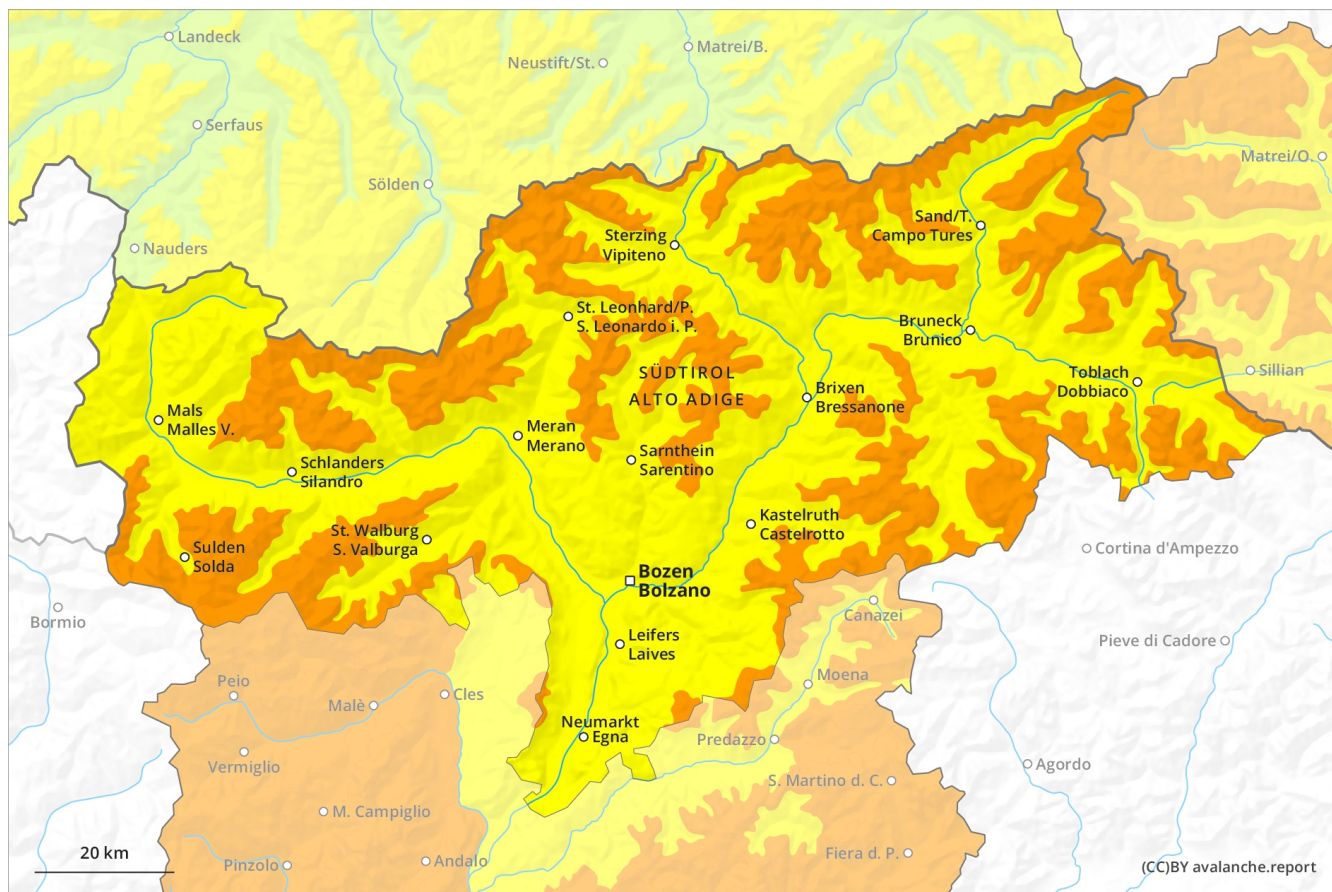 Landeck
Matrei/B.
Neustift/St.
Serfaus
Matrei/O.
Sölden
Sand/T.
Campo Tures
Sterzing
Vipiteno
Nauders
St. Leonhard/P.
S. Leonardo i. P.
Bruneck
Brunico
SÜDTIROL
ALTO ADIGE
Toblach
Dobbiaco
Sillian
Brixen
Bressanone
Mals
Malles V.
Meran
Merano
Schlanders
Silandro
Sarnthein
Sarentino
Kastelruth
Castelrotto
St. Walburg
S. Valburga
Sulden
Solda
Cortina d'Ampezzo
Bozen
Bolzano
Bormio
Canazei
Leifers
Laives
Pieve di Cadore
Peio
Moena
Malè
Cles
Neumarkt
Egna
Predazzo
Vermiglio
Agordo
S. Martino d. C.
M. Campiglio
20 km
Pinzolo
Andalo
Fiera d. P.
(CC)BY avalanche.report